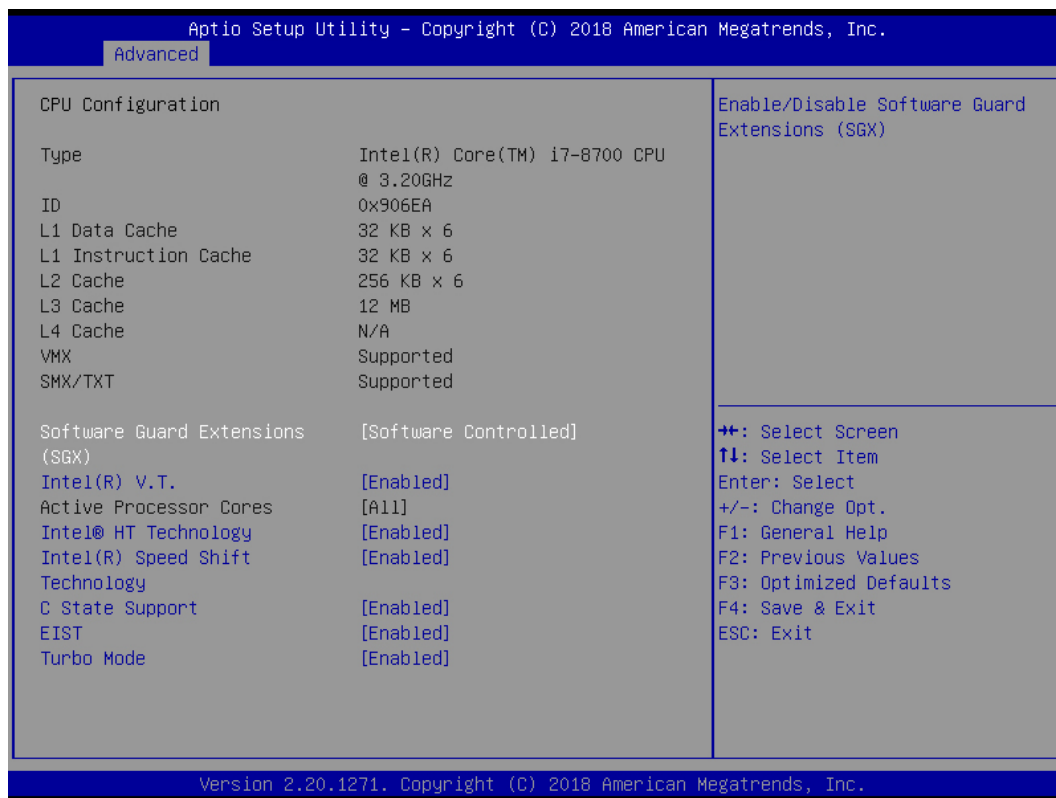 Aptio Setup Utility – Copyright (C) 2018 American Megatrends, Inc.
Advanced
CPU Configuration
Type Intel(R) Core(TM) i7-8700 CPU
@ 3.20GHz
ID 0x906EA
L1 Data Cache 32 KB x 6
L1 Instruction Cache 32 KB x 6
L2 Cache 256 KB x 6
L3 Cache 12 MB
L4 Cache N/A
VMX Supported
SMX/TXT Supported
Software Guard Extensions [Software Controlled]
(SGX)
Intel(R) V.T. [Enabled]
Active Processor Cores [All]
Intel® HT Technology [Enabled]
Intel(R) Speed Shift [Enabled]
Technology
C State Support [Enabled]
EIST [Enabled]
Turbo Mode [Enabled]
Enable/Disable Software Guard
Extensions (SGX)
→←: Select Screen
↑↓: Select Item
Enter: Select
+/-: Change Opt.
F1: General Help
F2: Previous Values
F3: Optimized Defaults
F4: Save & Exit
ESC: Exit
Version 2.20.1271. Copyright (C) 2018 American Megatrends, Inc.